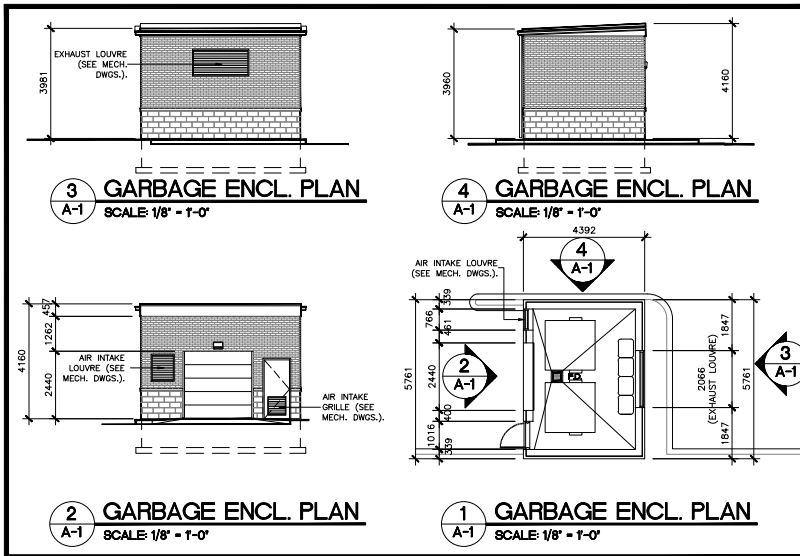 3981
EXHAUST LOUVRE
(SEE MECH.
DWGS.).
3
A-1
GARBAGE ENCL. PLAN
SCALE: 1/8" = 1'-0"
3960
4160
4
A-1
GARBAGE ENCL. PLAN
SCALE: 1/8" = 1'-0"
4160
457
1262
2440
AIR INTAKE
LOUVRE (SEE
MECH. DWGS.).
AIR INTAKE
GRILLE (SEE
MECH. DWGS.).
2
A-1
GARBAGE ENCL. PLAN
SCALE: 1/8" = 1'-0"
4392
4
A-1
AIR INTAKE LOUVRE
(SEE MECH. DWGS.).
5761
339
766
461
2440
400
1016
339
2
A-1
F.D.
1847
2066
(EXHAUST LOUVRE)
1847
5761
3
A-1
1
A-1
GARBAGE ENCL. PLAN
SCALE: 1/8" = 1'-0"